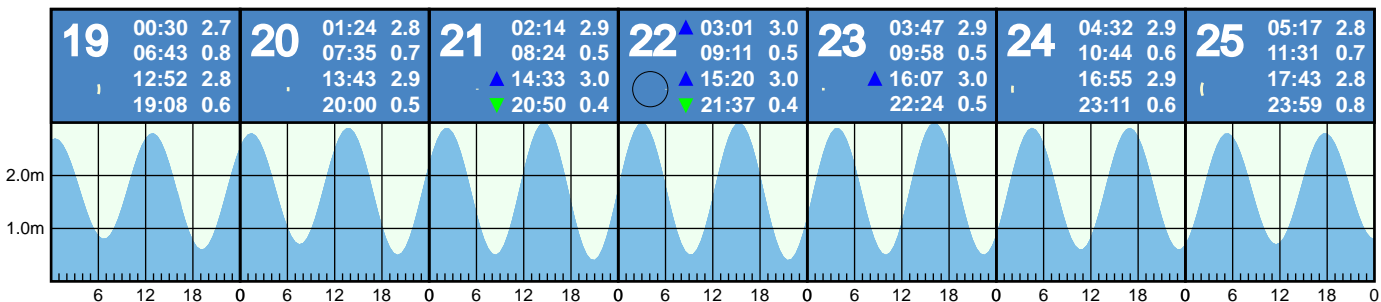 19 00:30 2.7 20 01:24 2.8 21 02:14 2.9 22 ▲ 03:01 3.0 23 03:47 2.9 24 04:32 2.9 25 05:17 2.8
06:43 0.8 07:35 0.7 08:24 0.5 09:11 0.5 09:58 0.5 10:44 0.6 11:31 0.7
12:52 2.8 13:43 2.9 ▲ 14:33 3.0 ▲ 15:20 3.0 ▲ 16:07 3.0 16:55 2.9 17:43 2.8
19:08 0.6 20:00 0.5 ▼ 20:50 0.4 ▼ 21:37 0.4 22:24 0.5 23:11 0.6 23:59 0.8
2.0m
1.0m
6 12 18 0 6 12 18 0 6 12 18 0 6 12 18 0 6 12 18 0 6 12 18 0 6 12 18 0